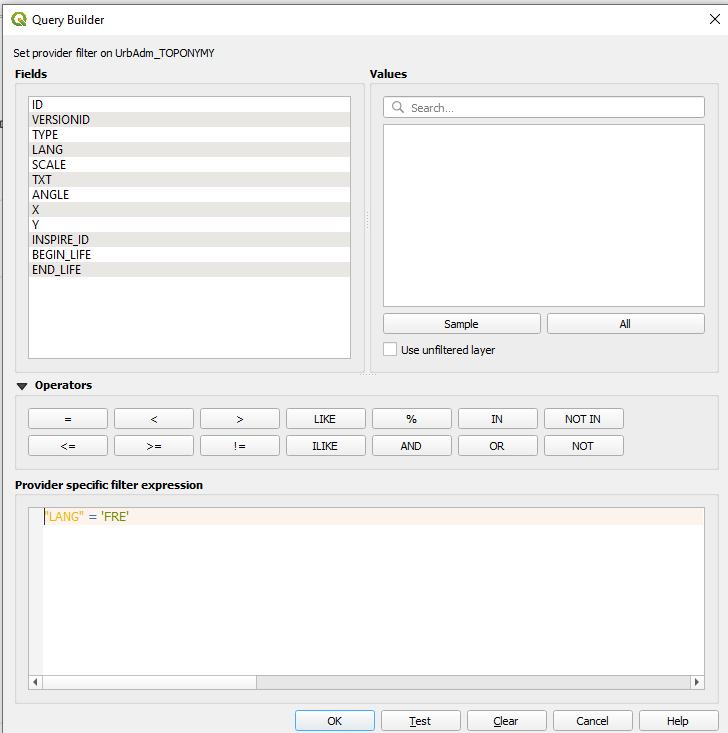 Query Builder
Set provider filter on UrbAdm_TOPONYMY
Fields
ID
VERSIONID
TYPE
LANG
SCALE
TXT
ANGLE
X
Y
INSPIRE_ID
BEGIN_LIFE
END_LIFE
Values
Search...
Sample All
Use unfiltered layer
Operators
= < > LIKE % IN NOT IN
<= >= != ILIKE AND OR NOT
Provider specific filter expression
"LANG" = 'FRE'
OK Test Clear Cancel Help